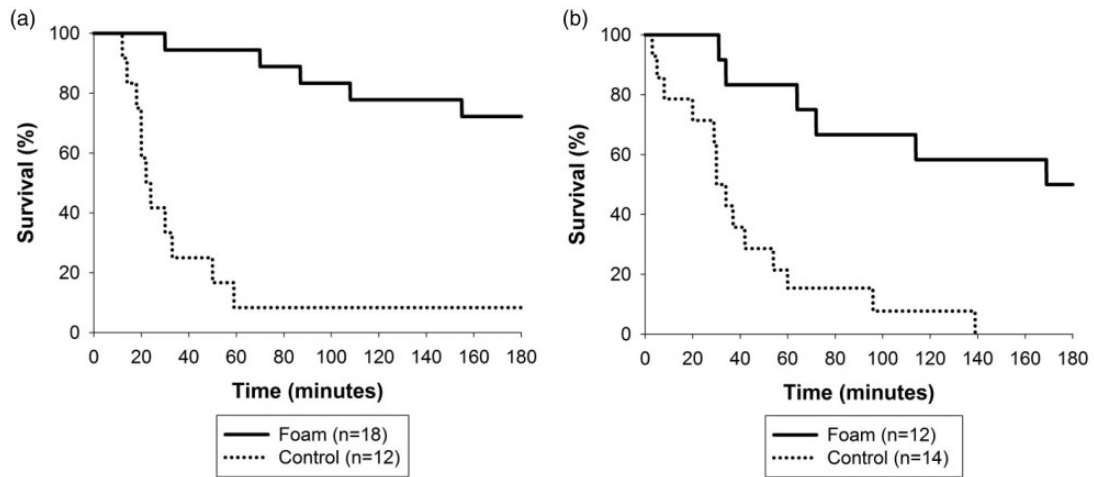 (a)
100
80
60
40
20
0
Survival (%)
0 20 40 60 80 100 120 140 160 180
Time (minutes)
Foam (n=18)
Control (n=12)
(b)
100
80
60
40
20
0
Survival (%)
0 20 40 60 80 100 120 140 160 180
Time (minutes)
Foam (n=12)
Control (n=14)